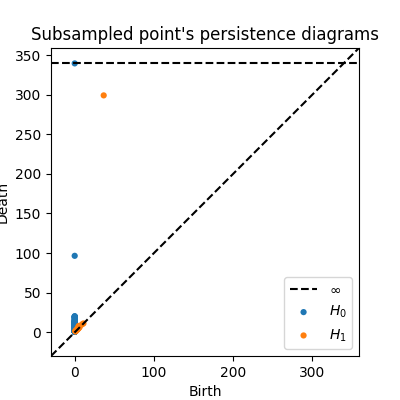 Subsampled point's persistence diagrams
350
300
250
200
150
100
50
0
Death
0 100 200 300
Birth
∞
H₀
H₁